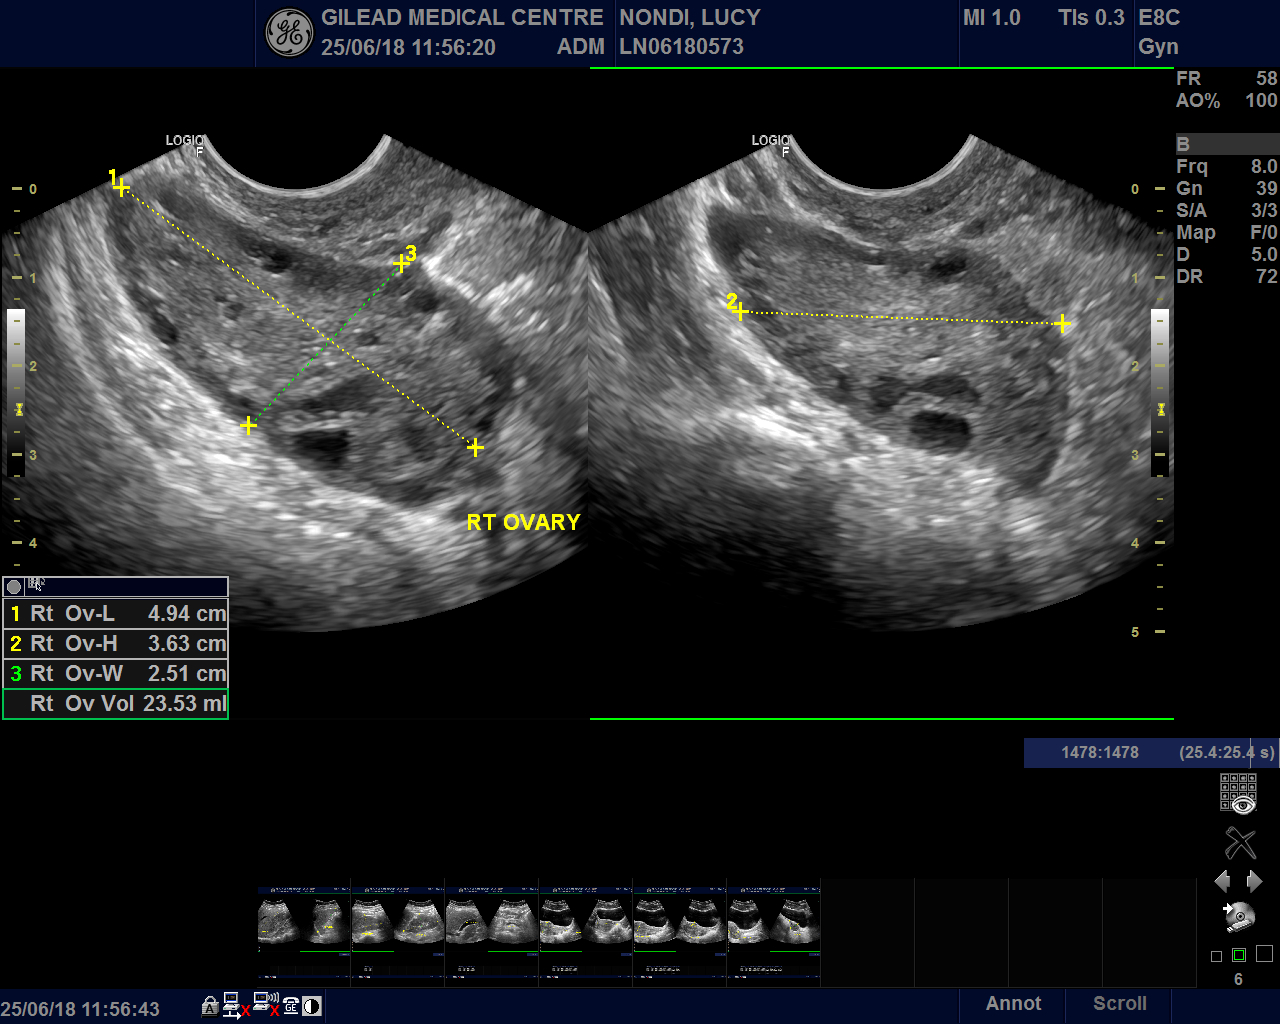 GILEAD MEDICAL CENTRE
25/06/18 11:56:20 ADM
NONDI, LUCY
LN06180573
MI 1.0 TIs 0.3
E8C
Gyn
FR 58
AO% 100
B
Frq 8.0
Gn 39
S/A 3/3
Map F/0
D 5.0
DR 72
LOGIQ
F
LOGIQ
F
1
3
2
0
1
2
3
4
0
1
2
3
4
5
RT OVARY
1 Rt Ov-L 4.94 cm
2 Rt Ov-H 3.63 cm
3 Rt Ov-W 2.51 cm
Rt Ov Vol 23.53 ml
1478:1478 (25.4:25.4 s)
6
25/06/18 11:56:43
Annot
Scroll